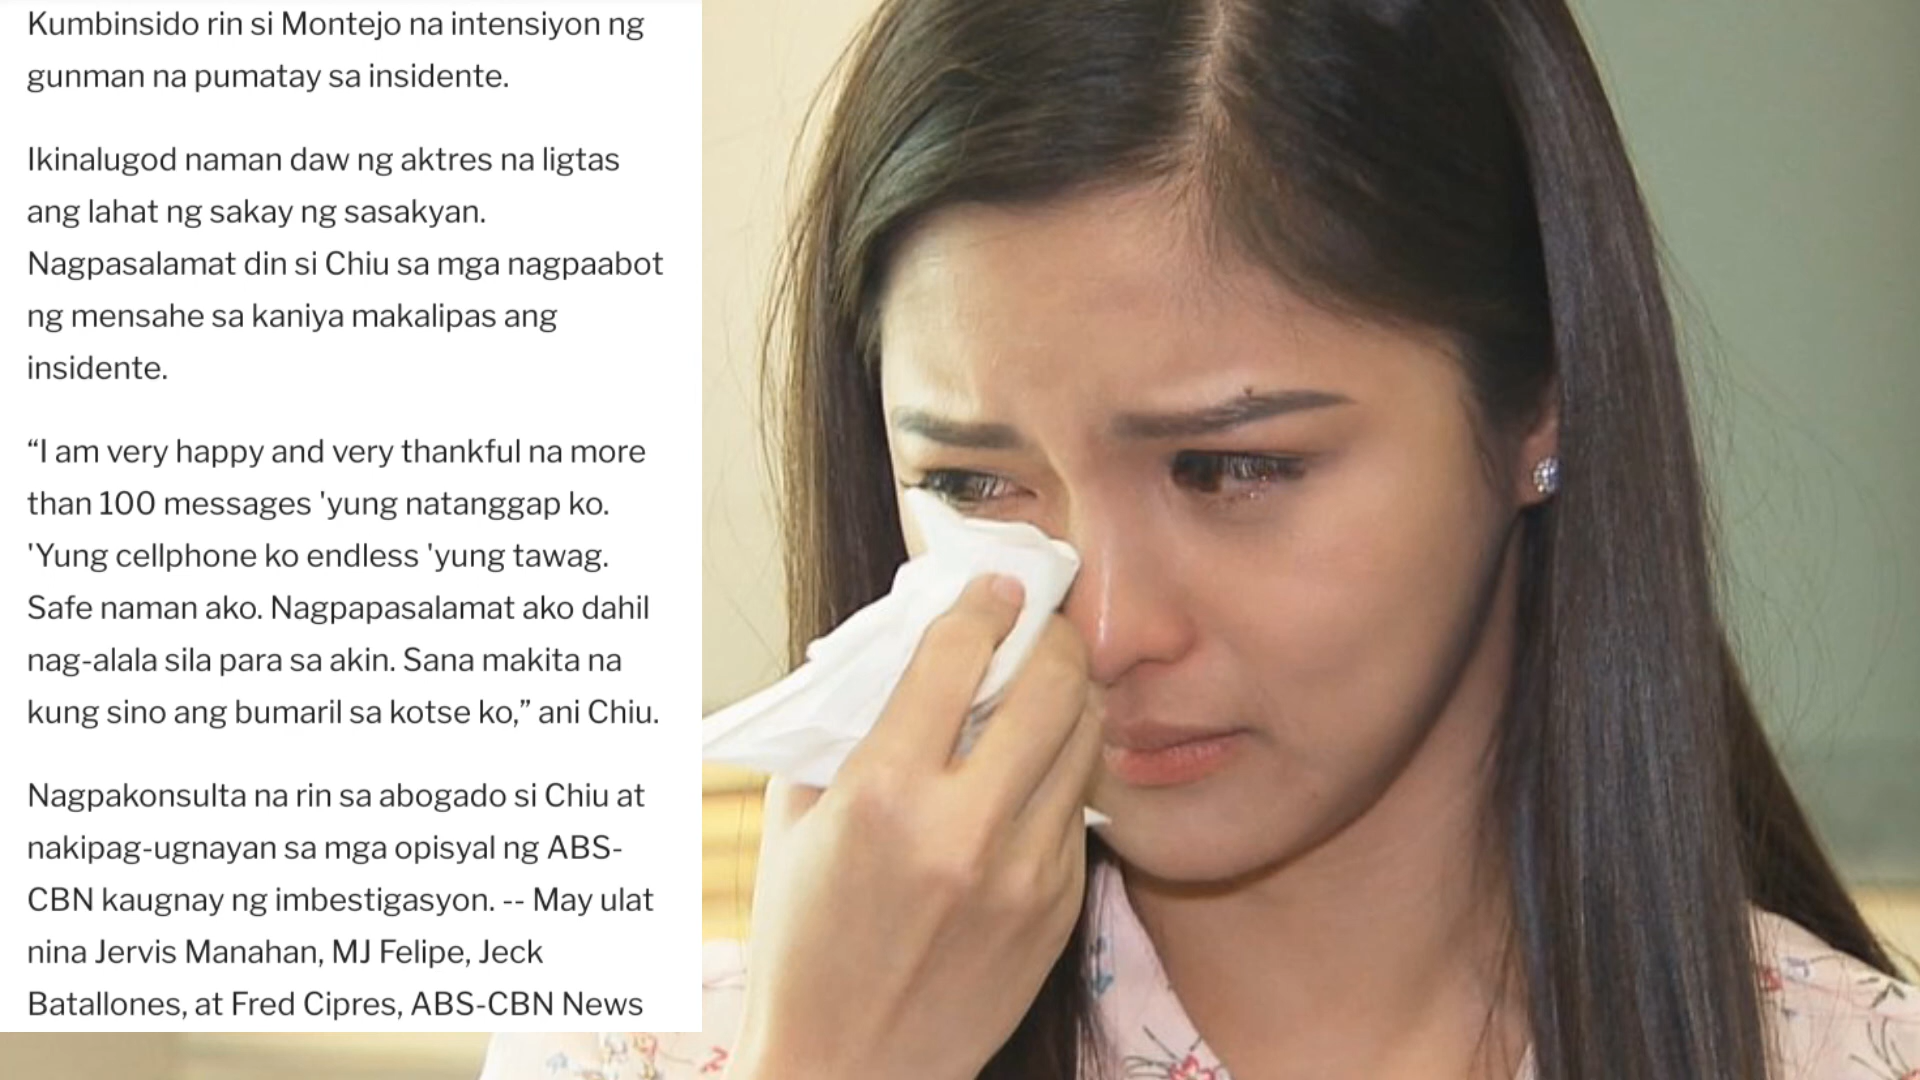 Kumbinsido rin si Montejo na intensiyon ng
gunman na pumatay sa insidente.
Ikinalugod naman daw ng aktres na ligtas
ang lahat ng sakay ng sasakyan.
Nagpasalamat din si Chiu sa mga nagpaabot
ng mensahe sa kaniya makalipas ang
insidente.
“I am very happy and very thankful na more
than 100 messages 'yung natanggap ko.
'Yung cellphone ko endless 'yung tawag.
Safe naman ako. Nagpapasalamat ako dahil
nag-alala sila para sa akin. Sana makita na
kung sino ang bumaril sa kotse ko,” ani Chiu.
Nagpakonsulta na rin sa abogado si Chiu at
nakipag-ugnayan sa mga opisyal ng ABS-
CBN kaugnay ng imbestigasyon. -- May ulat
nina Jervis Manahan, MJ Felipe, Jeck
Batallones, at Fred Cipres, ABS-CBN News